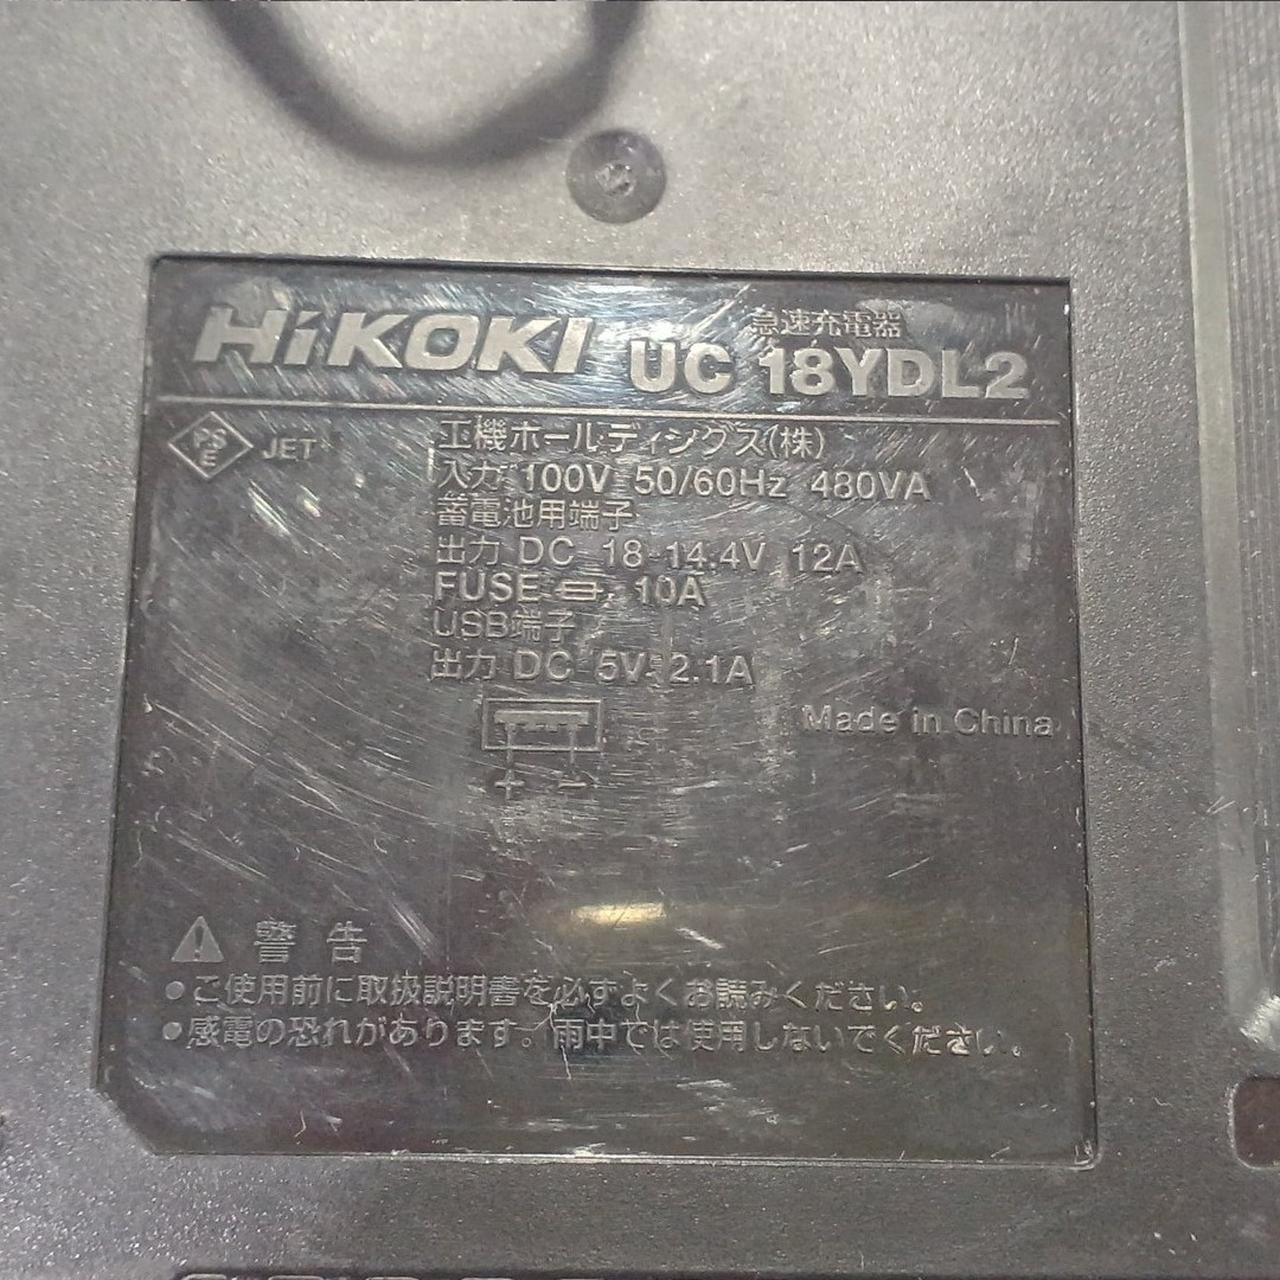 HiKOKI 急速充電器
UC 18YDL2
PSE JET
工機ホールディングス(株)
入力 100V 50/60Hz 480VA
蓄電池用端子
出力 DC 18-14.4V 12A
FUSE 10A
USB端子
出力 DC 5V 2.1A
+ −
Made in China
警告
●ご使用前に取扱説明書を必ずよくお読みください。
●感電の恐れがあります。雨中では使用しないでください。